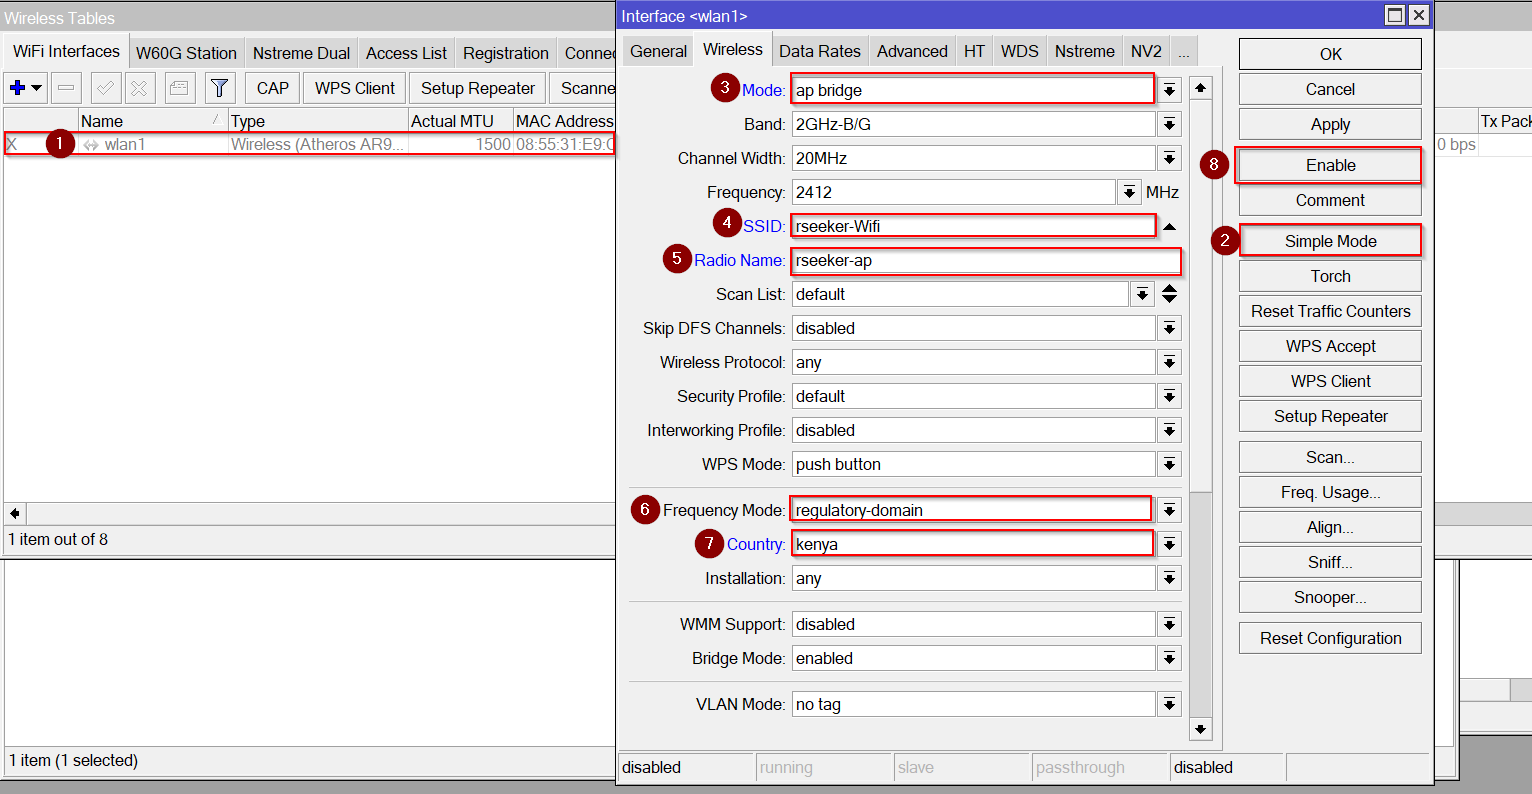 Wireless Tables
WiFi Interfaces W60G Station Nstreme Dual Access List Registration Connec
CAP WPS Client Setup Repeater Scanne
Name Type Actual MTU MAC Address
X 1 wlan1 Wireless (Atheros AR9... 1500 08:55:31:E9:C
1 item out of 8
1 item (1 selected)
Interface <wlan1>
General Wireless Data Rates Advanced HT WDS Nstreme NV2 ...
3 Mode: ap bridge
Band: 2GHz-B/G
Channel Width: 20MHz
Frequency: 2412 MHz
4 SSID: rseeker-Wifi
5 Radio Name: rseeker-ap
Scan List: default
Skip DFS Channels: disabled
Wireless Protocol: any
Security Profile: default
Interworking Profile: disabled
WPS Mode: push button
6 Frequency Mode: regulatory-domain
7 Country: kenya
Installation: any
WMM Support: disabled
Bridge Mode: enabled
VLAN Mode: no tag
disabled running slave passthrough disabled
OK
Cancel
Apply
8 Enable
Comment
2 Simple Mode
Torch
Reset Traffic Counters
WPS Accept
WPS Client
Setup Repeater
Scan...
Freq. Usage...
Align...
Sniff...
Snooper...
Reset Configuration
Tx Pack
0 bps